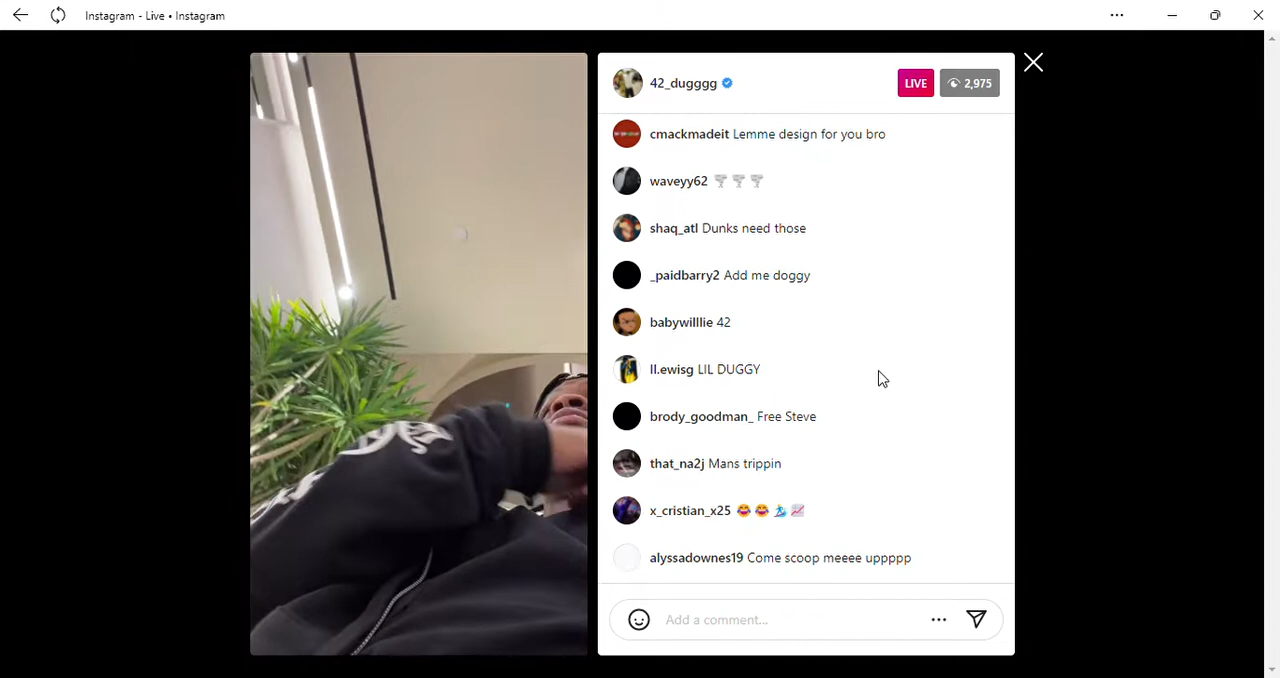 Instagram - Live • Instagram
42_dugggg
LIVE
2,975
cmackmadeit Lemme design for you bro
waveyy62 🌪🌪🌪
shaq_atl Dunks need those
_paidbarry2 Add me doggy
babywilllie 42
ll.ewisg LIL DUGGY
brody_goodman_ Free Steve
that_na2j Mans trippin
x_cristian_x25 😂😂🏄📈
alyssadownes19 Come scoop meeee uppppp
Add a comment...